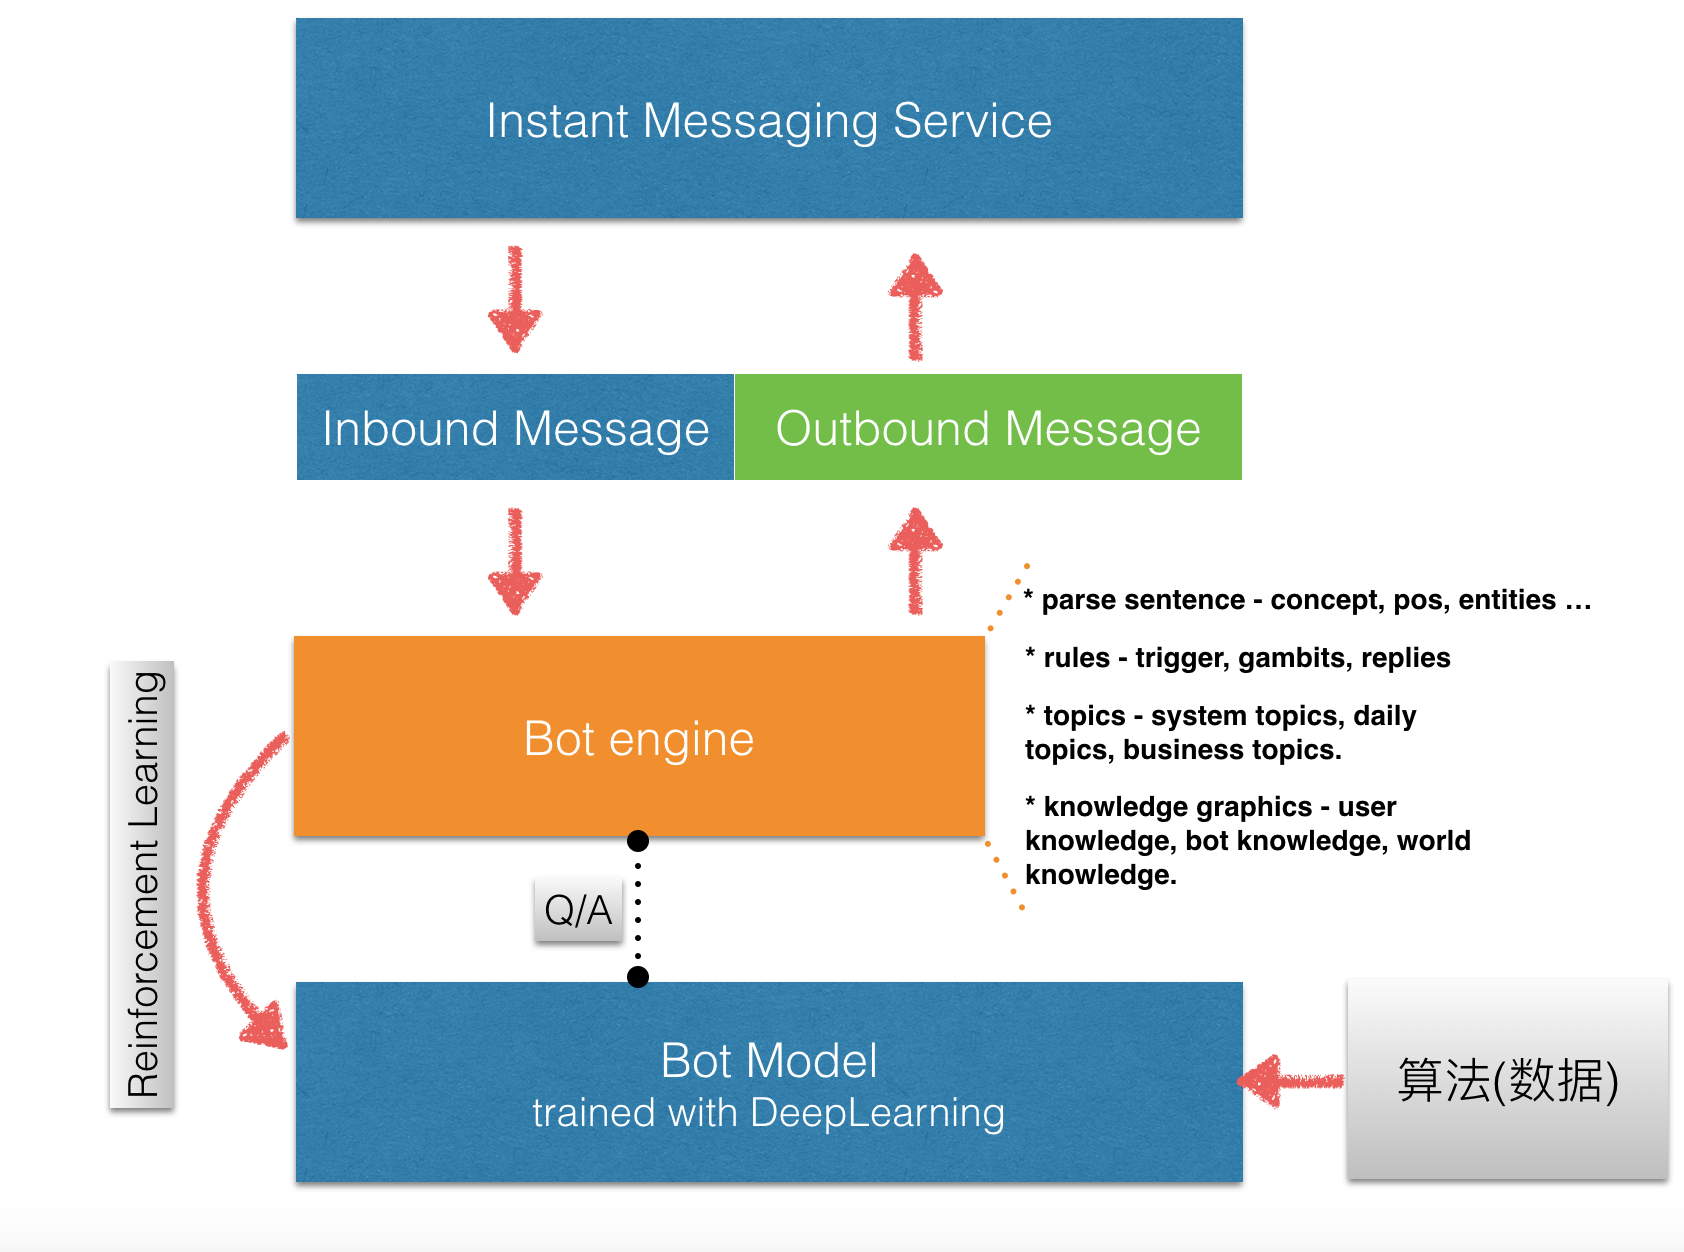 Instant Messaging Service
Inbound Message
Outbound Message
Bot engine
* parse sentence - concept, pos, entities …
* rules - trigger, gambits, replies
* topics - system topics, daily
topics, business topics.
* knowledge graphics - user
knowledge, bot knowledge, world
knowledge.
Reinforcement Learning
Q/A
Bot Model
trained with DeepLearning
算法(数据)